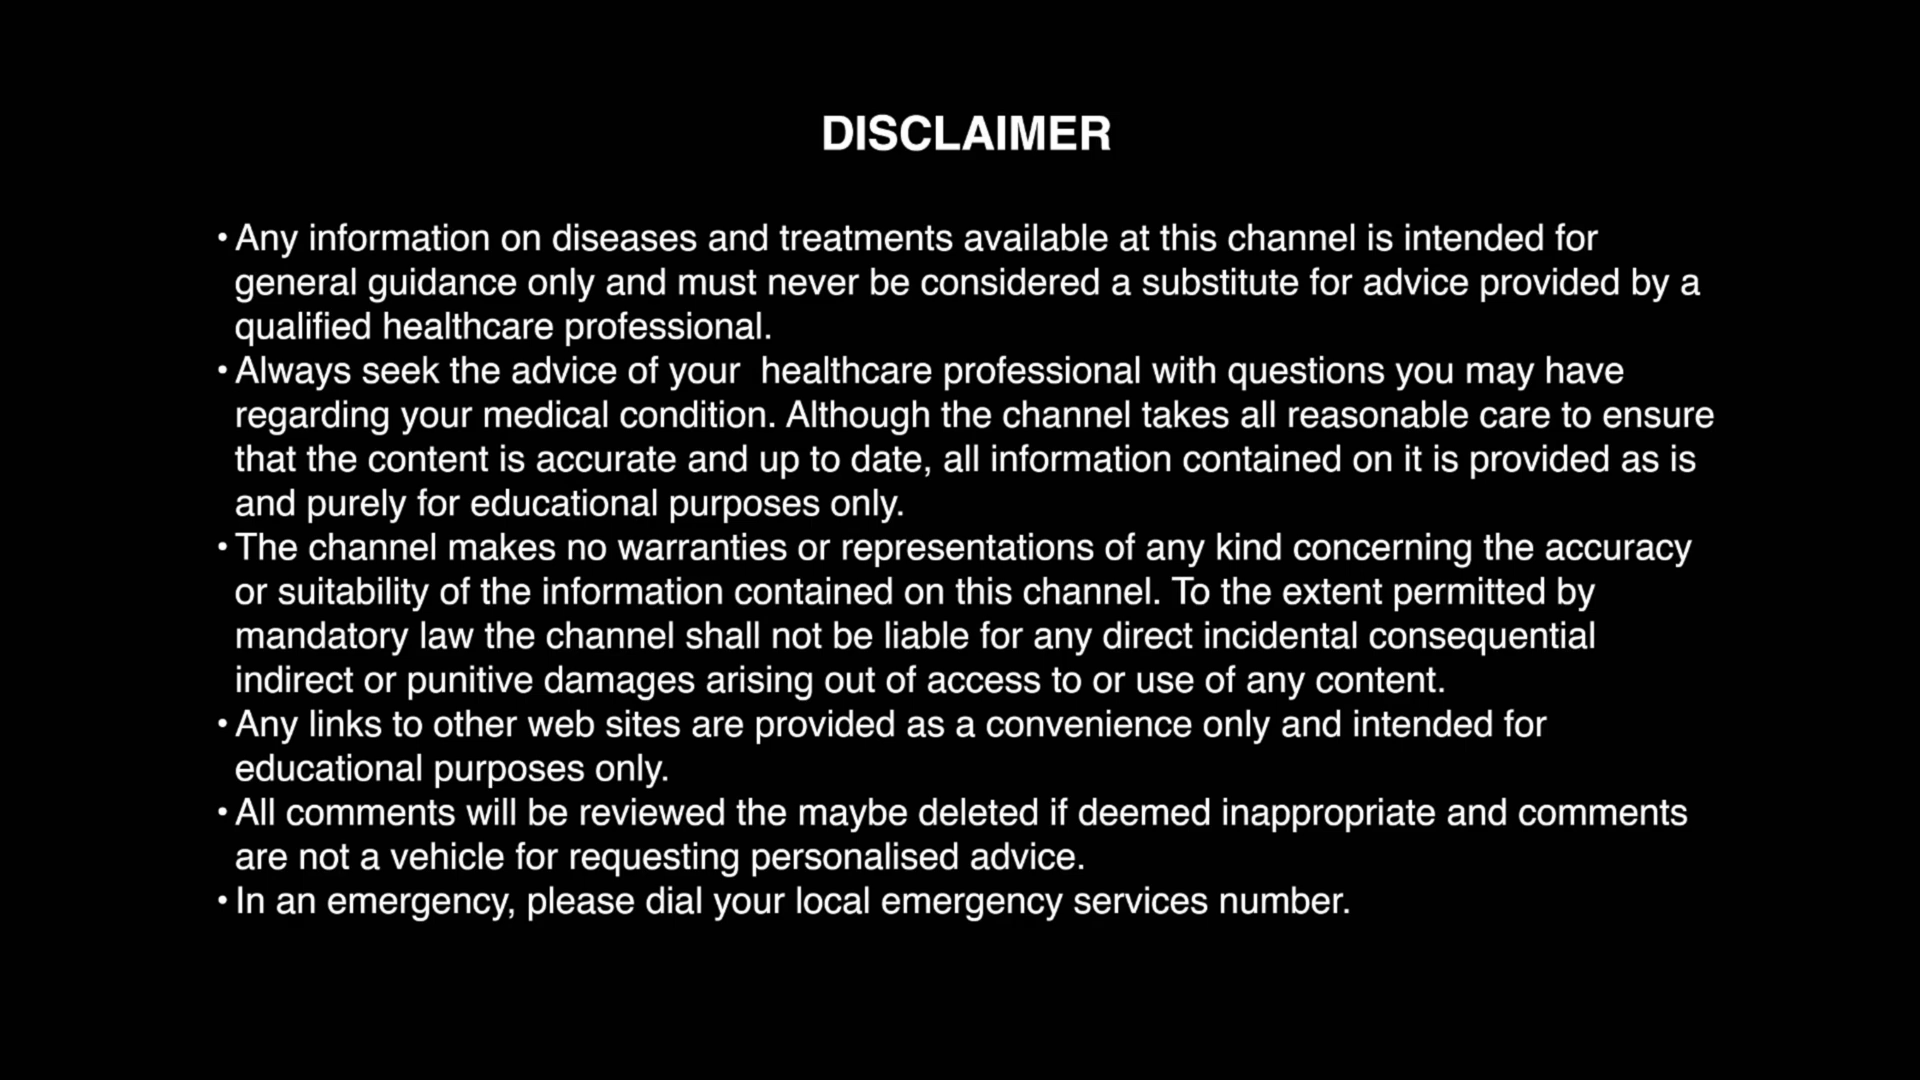 DISCLAIMER
• Any information on diseases and treatments available at this channel is intended for
general guidance only and must never be considered a substitute for advice provided by a
qualified healthcare professional.
• Always seek the advice of your  healthcare professional with questions you may have
regarding your medical condition. Although the channel takes all reasonable care to ensure
that the content is accurate and up to date, all information contained on it is provided as is
and purely for educational purposes only.
• The channel makes no warranties or representations of any kind concerning the accuracy
or suitability of the information contained on this channel. To the extent permitted by
mandatory law the channel shall not be liable for any direct incidental consequential
indirect or punitive damages arising out of access to or use of any content.
• Any links to other web sites are provided as a convenience only and intended for
educational purposes only.
• All comments will be reviewed the maybe deleted if deemed inappropriate and comments
are not a vehicle for requesting personalised advice.
• In an emergency, please dial your local emergency services number.